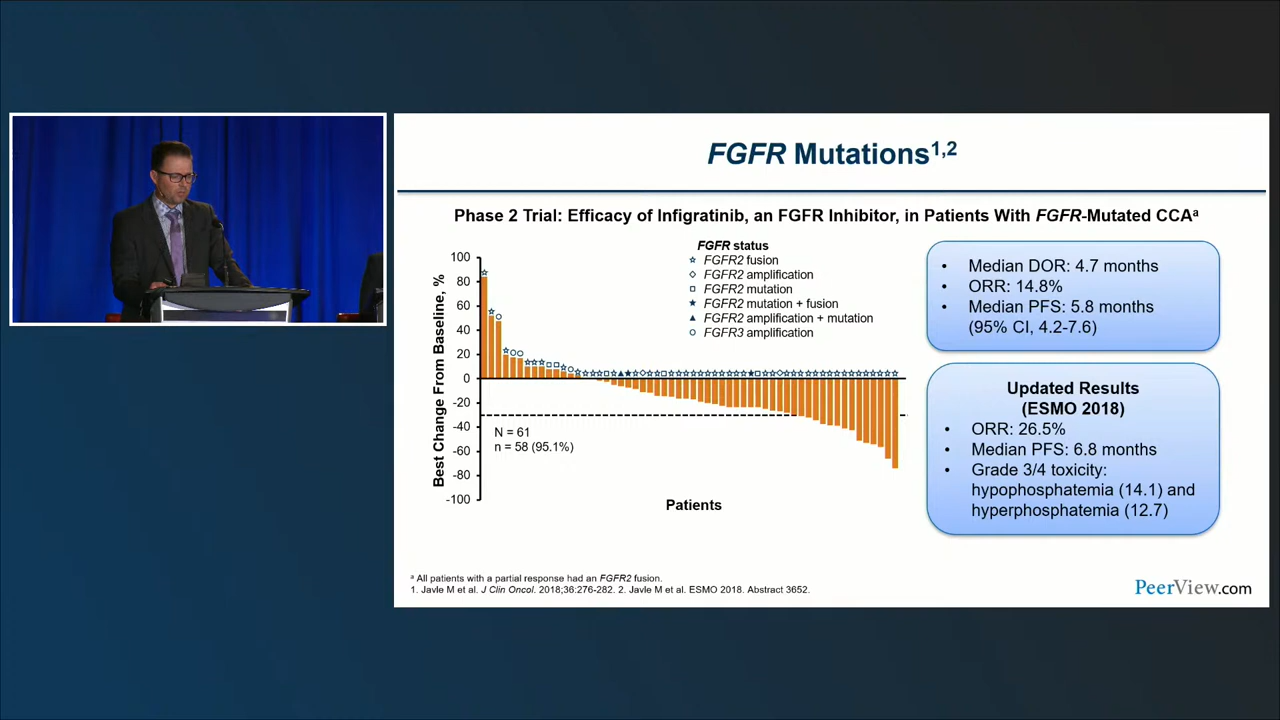 FGFR Mutations1,2
Phase 2 Trial: Efficacy of Infigratinib, an FGFR Inhibitor, in Patients With FGFR-Mutated CCAa
Best Change From Baseline, %
100
80
60
40
20
0
-20
-40
-60
-80
-100
FGFR status
FGFR2 fusion
FGFR2 amplification
FGFR2 mutation
FGFR2 mutation + fusion
FGFR2 amplification + mutation
FGFR3 amplification
N = 61
n = 58 (95.1%)
Patients
• Median DOR: 4.7 months
• ORR: 14.8%
• Median PFS: 5.8 months
(95% CI, 4.2-7.6)
Updated Results
(ESMO 2018)
• ORR: 26.5%
• Median PFS: 6.8 months
• Grade 3/4 toxicity:
hypophosphatemia (14.1) and
hyperphosphatemia (12.7)
a All patients with a partial response had an FGFR2 fusion.
1. Javle M et al. J Clin Oncol. 2018;36:276-282. 2. Javle M et al. ESMO 2018. Abstract 3652.
PeerView.com